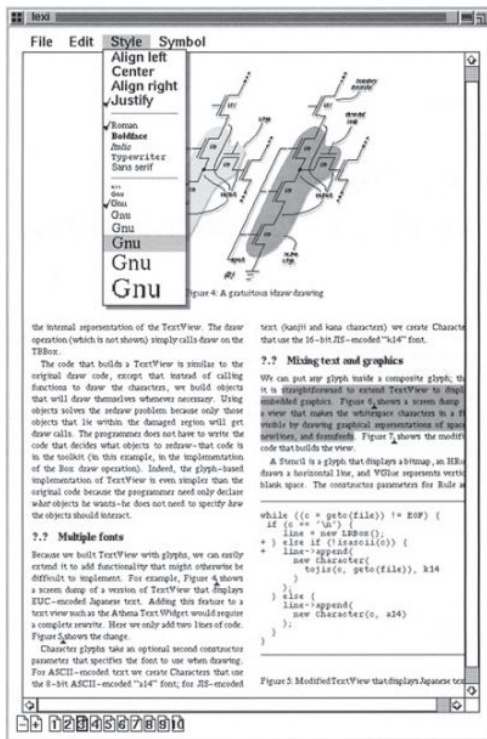 lexi
File Edit Style Symbol
Align left
Center
Align right
Justify
Roman
Boldface
Italic
Typewriter
Sans serif
Gnu
Gnu
Gnu
Gnu
Gnu
Gnu
Gnu
Gnu
Figure 4: A gratuitous idraw drawing
the internal representation of the TextView. The draw
operation (which is not shown) simply calls draw on the
TBBox.
The code that builds a TextView is similar to the
original draw code, except that instead of calling
functions to draw the characters, we build objects
that will draw themselves whenever necessary. Using
objects solves the redraw problem because only those
objects that lie within the damaged region will get
draw calls. The programmer does not have to write the
code that decides what objects to redraw–that code is
in the toolkit (in this example, in the implementation
of the Box draw operation). Indeed, the glyph–based
implementation of TextView is even simpler than the
original code because the programmer need only declare
what objects he wants–he does not need to specify how
the objects should interact.
?.? Multiple fonts
Because we built TextView with glyphs, we can easily
extend it to add functionality that might otherwise be
difficult to implement. For example, Figure 4 shows
a screen dump of a version of TextView that displays
EUC–encoded Japanese text. Adding this feature to a
text view such as the Athena Text Widget would require
a complete rewrite. Here we only add two lines of code.
Figure 5 shows the change.
Character glyphs take an optional second constructor
parameter that specifies the font to use when drawing.
For ASCII–encoded text we create Characters that use
the 8–bit ASCII–encoded "a14" font; for JIS–encoded
text (kanji and kana characters) we create Character
that use the 16–bit JIS–encoded "k14" font.
?.? Mixing text and graphics
We can put any glyph inside a composite glyph; th
it is straightforward to extend TextView to displ
embedded graphics. Figure 6 shows a screen dump
a view that makes the whitespace characters in a fi
visible by drawing graphical representations of space
newlines, and formfeeds. Figure 7 shows the modifi
code that builds the view.
A Stencil is a glyph that displays a bitmap, an HRu
draws a horizontal line, and VGlue represents vertic
blank space. The constructor parameters for Rule a
while ((c = getc(file)) != EOF) {
if (c == '\n') {
line = new LRBox();
+ } else if (!isascii(c)) {
+ line->append(
new Character(
tojis(c, getc(file)), k14
)
);
} else {
line->append(
new Character(c, a14)
);
}
}
Figure 5: Modified TextView that displays Japanese tex
- + 1 2 3 4 5 6 7 8 9 10